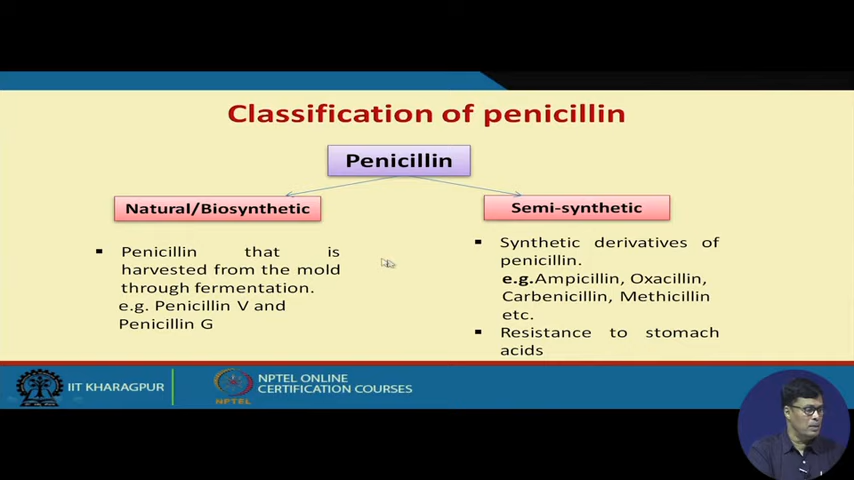 Classification of penicillin
Penicillin
Natural/Biosynthetic
▪ Penicillin that is
harvested from the mold
through fermentation.
e.g. Penicillin V and
Penicillin G
Semi-synthetic
▪ Synthetic derivatives of
penicillin.
e.g.Ampicillin, Oxacillin,
Carbenicillin, Methicillin
etc.
▪ Resistance to stomach
acids
IIT KHARAGPUR
NPTEL
NPTEL ONLINE
CERTIFICATION COURSES